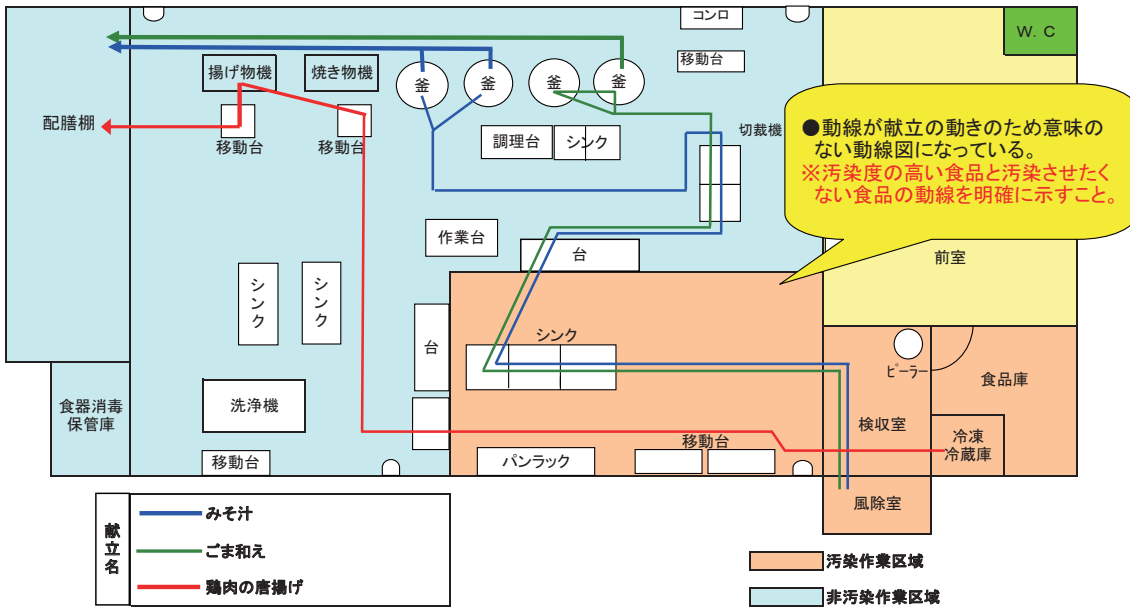 コンロ
W. C
揚げ物機
焼き物機
釜
釜
釜
釜
移動台
配膳棚
移動台
移動台
調理台
シンク
切裁機
●動線が献立の動きのため意味の
ない動線図になっている。
※汚染度の高い食品と汚染させたく
ない食品の動線を明確に示すこと。
作業台
台
前室
シンク
シンク
台
シンク
ピーラー
食品庫
食器消毒
保管庫
洗浄機
検収室
冷凍
冷蔵庫
移動台
パンラック
移動台
風除室
献立名
みそ汁
ごま和え
鶏肉の唐揚げ
汚染作業区域
非汚染作業区域